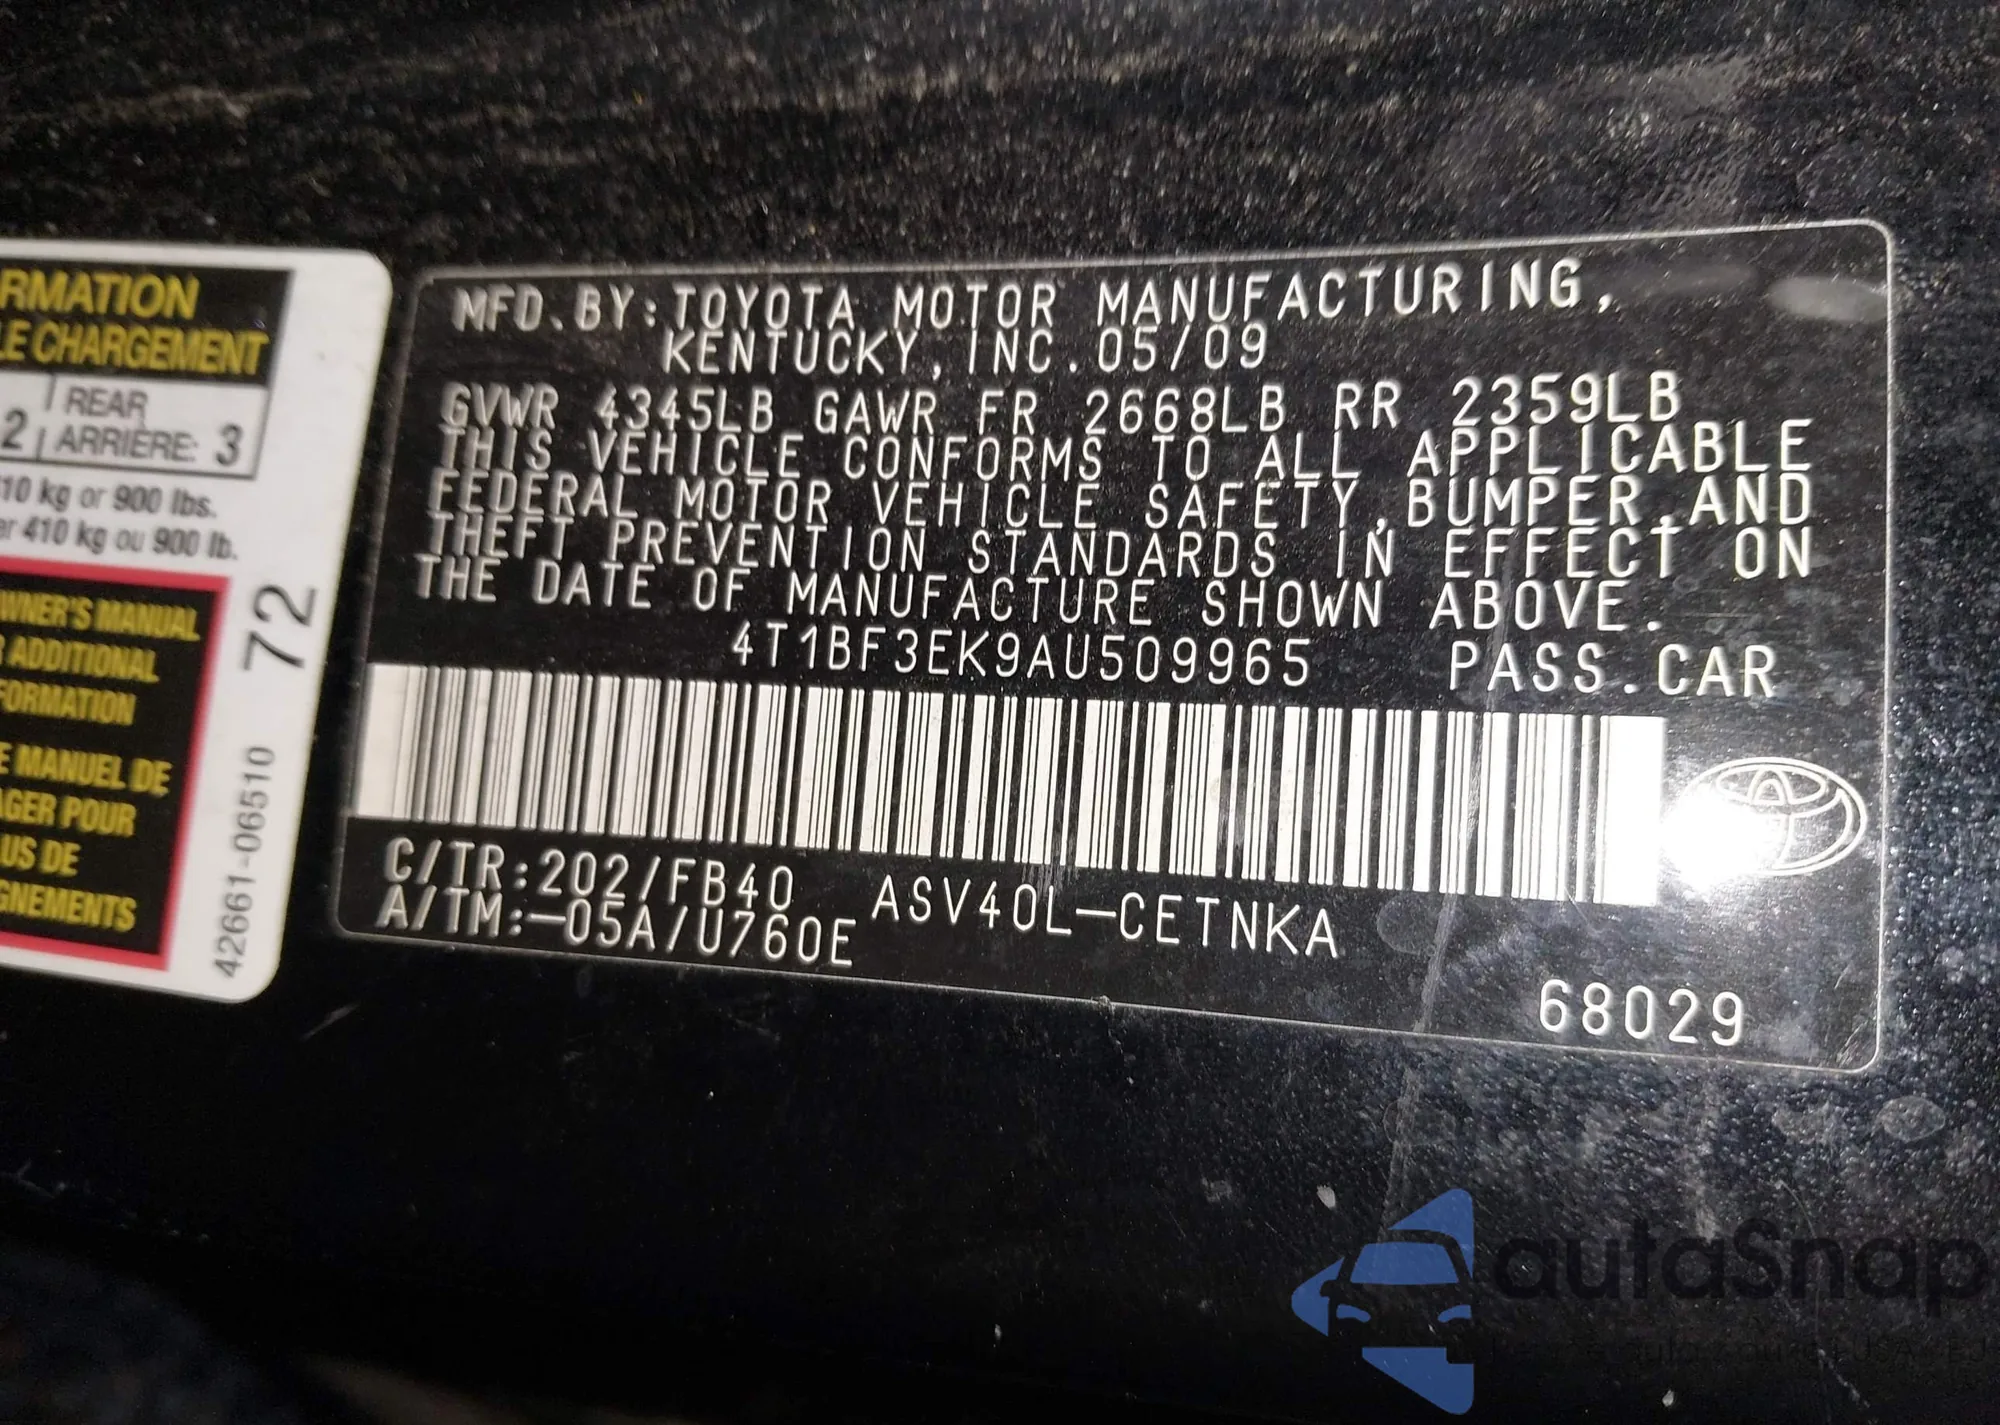 RMATION
LE CHARGEMENT
2 REAR
ARRIÈRE: 3
10 kg or 900 lbs.
er 410 kg ou 900 lb.
OWNER'S MANUAL
R ADDITIONAL
FORMATION
E MANUEL DE
AGER POUR
US DE
GNEMENTS
72
42661-06510
MFD.BY:TOYOTA MOTOR MANUFACTURING,
KENTUCKY,INC.05/09
GVWR 4345LB GAWR FR 2668LB RR 2359LB
THIS VEHICLE CONFORMS TO ALL APPLICABLE
FEDERAL MOTOR VEHICLE SAFETY,BUMPER,AND
THEFT PREVENTION STANDARDS IN EFFECT ON
THE DATE OF MANUFACTURE SHOWN ABOVE.
4T1BF3EK9AU509965 PASS.CAR
C/TR:202/FB40 ASV40L-CETNKA
A/TM:-05A/U760E
68029
autaSnap